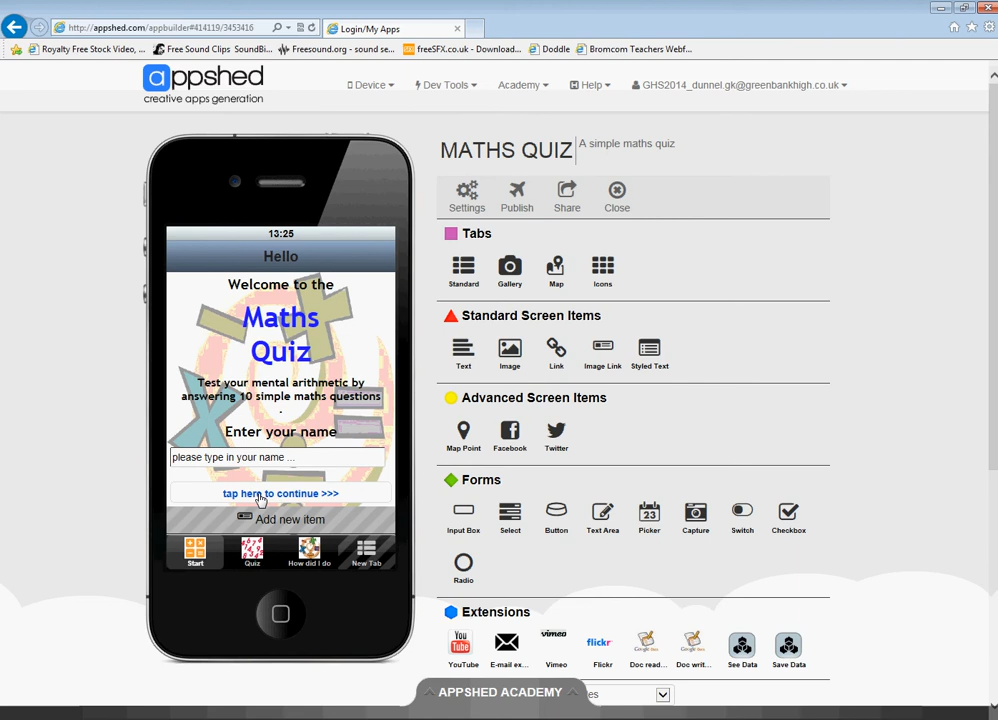 http://appshed.com/appbuilder#414119/3453416
Login/My Apps
Royalty Free Stock Video, ...
Free Sound Clips SoundBi...
Freesound.org - sound se...
freeSFX.co.uk - Download...
Doddle
Bromcom Teachers Webf...
appshed
creative apps generation
Device
Dev Tools
Academy
Help
GHS2014_dunnel.gk@greenbankhigh.co.uk
MATHS QUIZ
A simple maths quiz
Settings
Publish
Share
Close
13:25
Hello
Welcome to the
Maths
Quiz
Test your mental arithmetic by
answering 10 simple maths questions
.
Enter your name
please type in your name ...
tap here to continue >>>
Add new item
Start
Quiz
How did I do
New Tab
Tabs
Standard
Gallery
Map
Icons
Standard Screen Items
Text
Image
Link
Image Link
Styled Text
Advanced Screen Items
Map Point
Facebook
Twitter
Forms
Input Box
Select
Button
Text Area
23
Picker
Capture
Switch
Checkbox
Radio
Extensions
You
Tube
YouTube
E-mail ex...
vimeo
Vimeo
flickr
Flickr
Doc read...
Doc writ...
See Data
Save Data
APPSHED ACADEMY